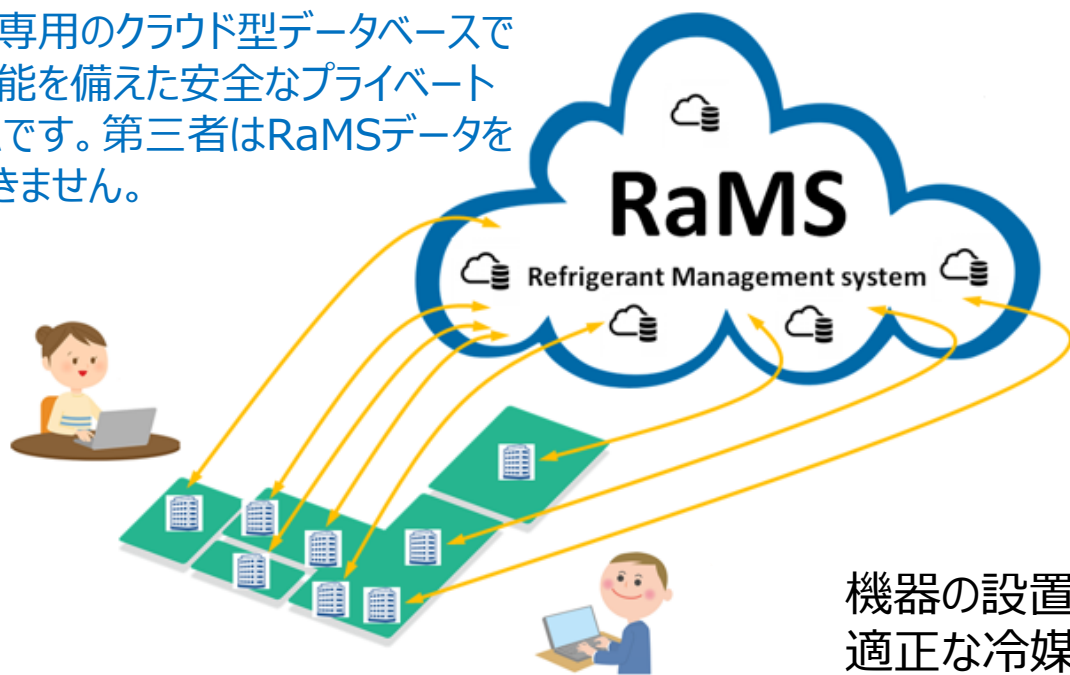 専用のクラウド型データベースで
能を備えた安全なプライベート
です。第三者はRaMSデータを
きません。
RaMS
Refrigerant Management system
機器の設置
適正な冷媒